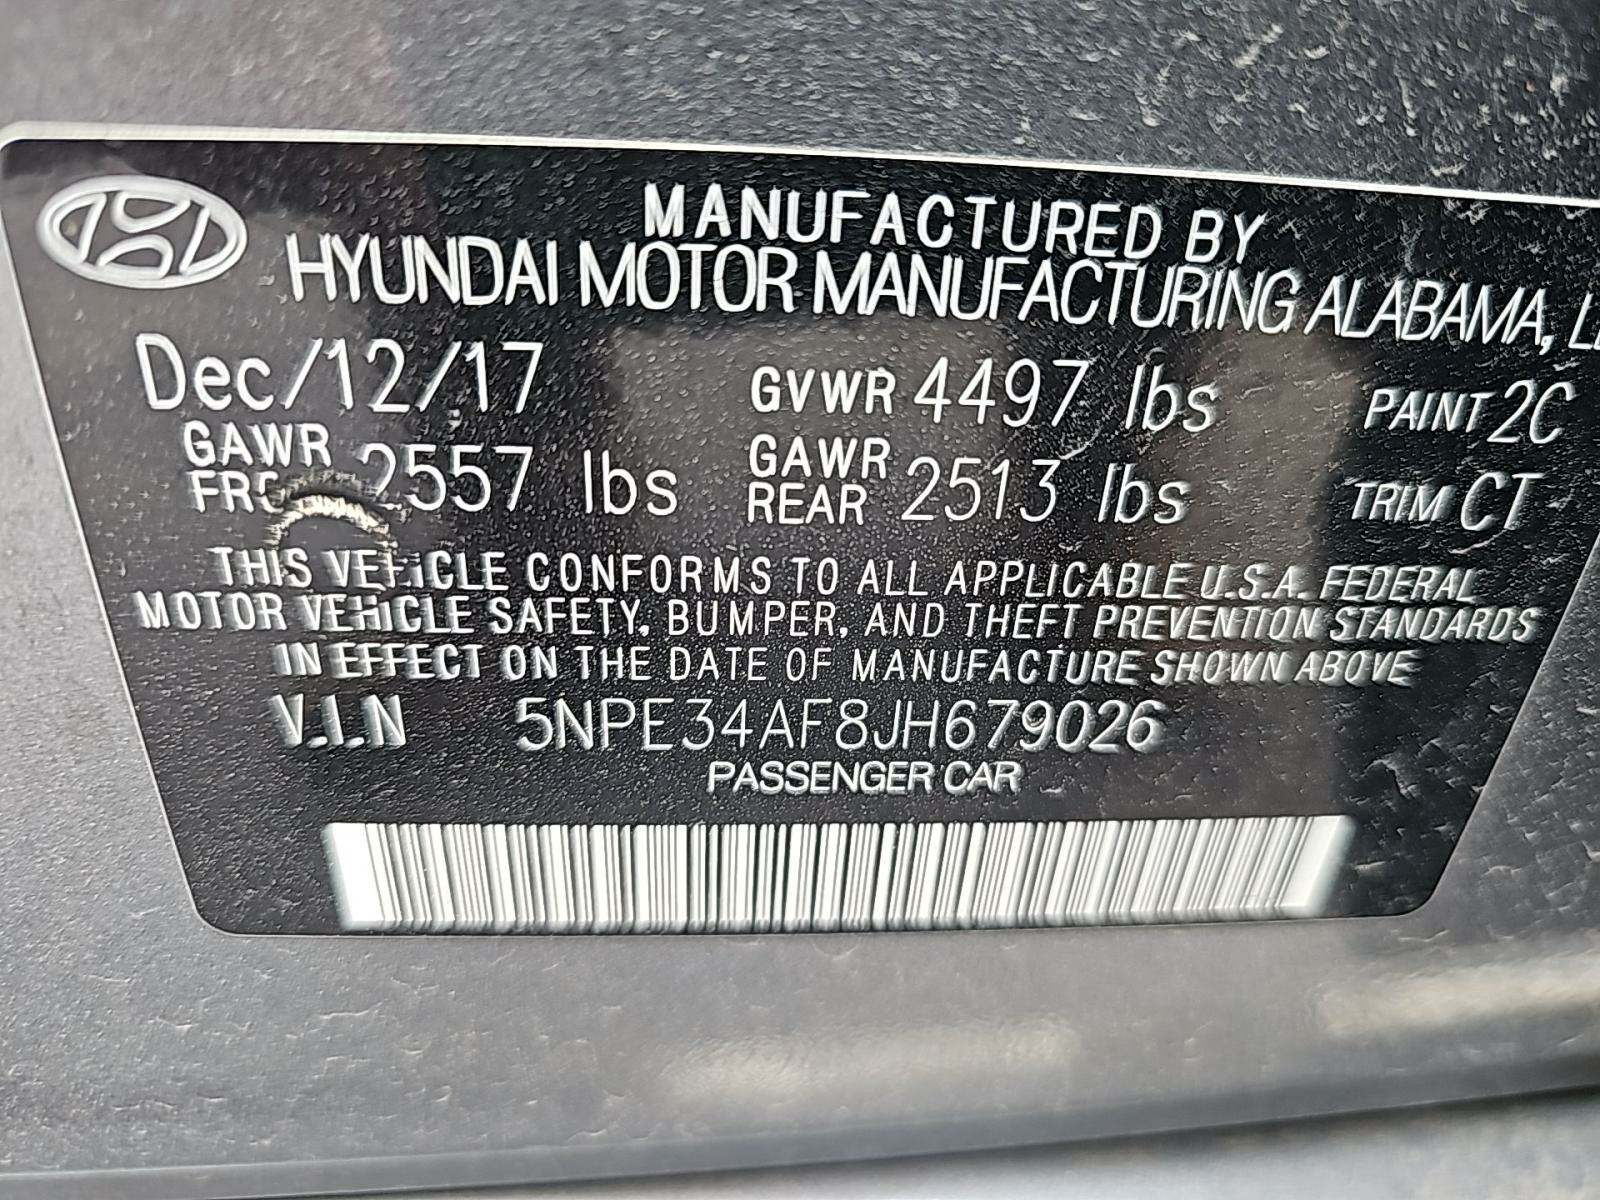 MANUFACTURED BY
HYUNDAI MOTOR MANUFACTURING ALABAMA,
Dec/12/17 GVWR 4497 lbs PAINT 2C
GAWR 2557 lbs GAWR REAR 2513 lbs TRIM CT
THIS VEHICLE CONFORMS TO ALL APPLICABLE U.S.A. FEDERAL
MOTOR VEHICLE SAFETY, BUMPER, AND THEFT PREVENTION STANDARDS
IN EFFECT ON THE DATE OF MANUFACTURE SHOWN ABOVE
V.I.N 5NPE34AF8JH679026
PASSENGER CAR